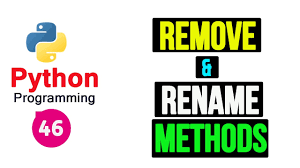 Python
Programming
46
REMOVE
&
RENAME
METHODS